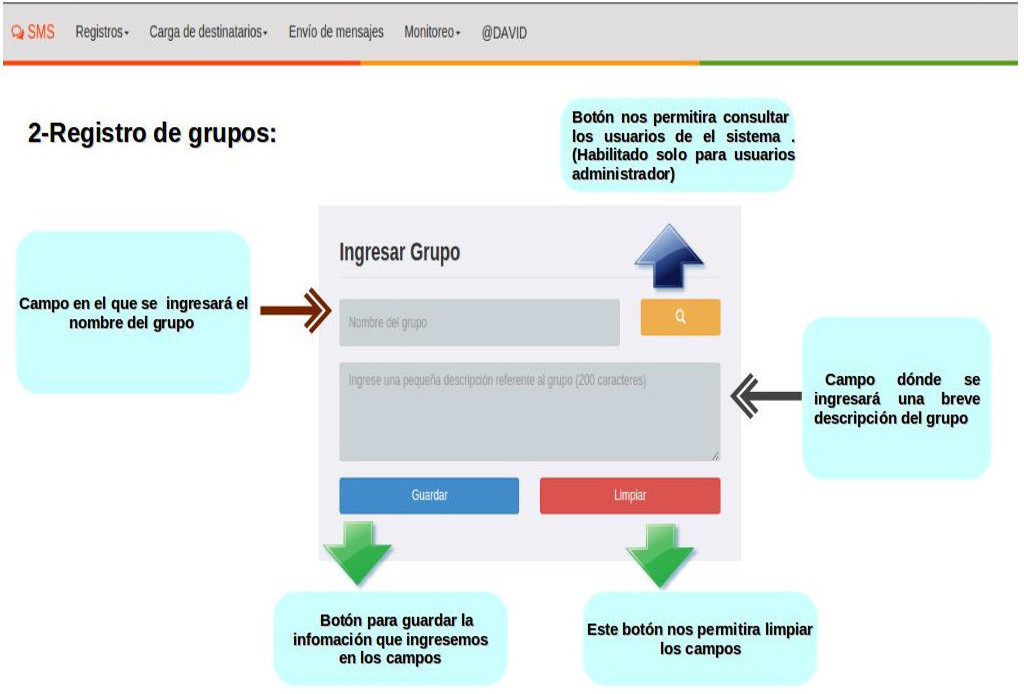 SMS Registros Carga de destinatarios Envío de mensajes Monitoreo @DAVID
2-Registro de grupos:
Botón nos permitira consultar
los usuarios de el sistema .
(Habilitado solo para usuarios
administrador)
Ingresar Grupo
Campo en el que se ingresará el
nombre del grupo
Nombre del grupo
Ingrese una pequeña descripción referente al grupo (200 caracteres)
Campo dónde se
ingresará una breve
descripción del grupo
Guardar
Limpiar
Botón para guardar la
infomación que ingresemos
en los campos
Este botón nos permitira limpiar
los campos